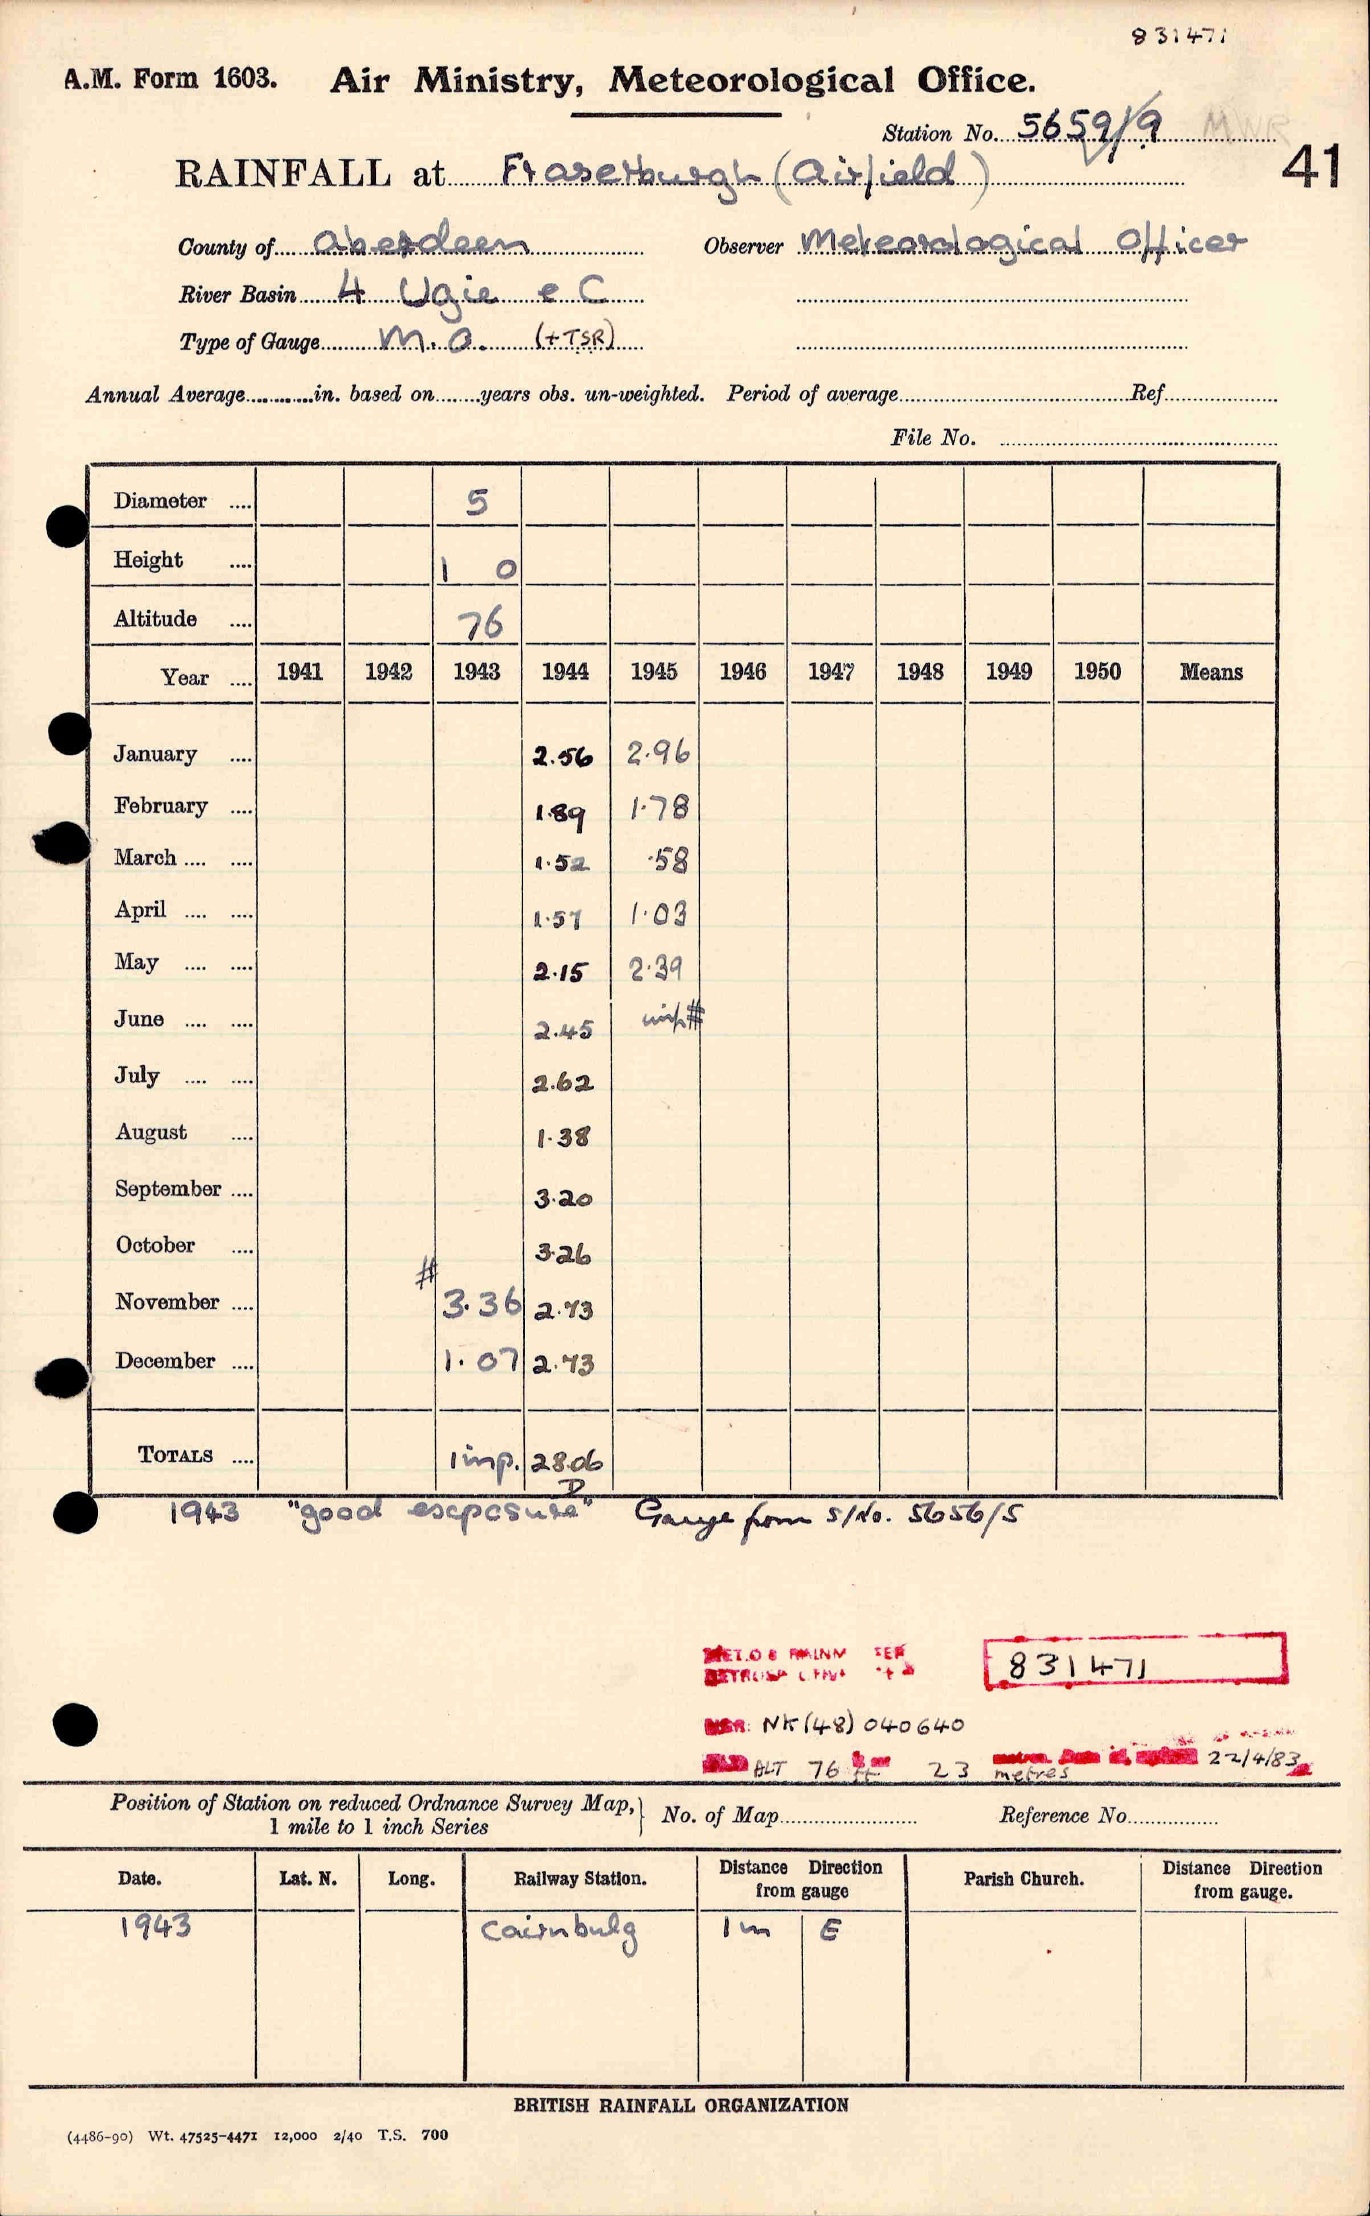 831471
A.M. Form 1603. Air Ministry, Meteorological Office.
Station No. 5659/9 MWR
41
RAINFALL at Fraserburgh (Airfield)
County of Aberdeen Observer Meteorological Officer
River Basin 4 Ugie e C
Type of Gauge M.O. (+TSR)
Annual Average............in. based on........years obs. un-weighted. Period of average Ref.
File No.
Diameter .... 5
Height .... 1 0
Altitude .... 76
Year .... 1941 1942 1943 1944 1945 1946 1947 1948 1949 1950 Means
January .... 2.56 2.96
February .... 1.89 1.78
March .... .... 1.52 .58
April .... .... 1.57 1.03
May .... .... 2.15 2.39
June .... .... 2.45 imp #
July .... .... 2.62
August .... 1.38
September .... 3.20
October .... 3.26
#
November .... 3.36 2.73
December .... 1.07 2.73
TOTALS .... imp. 28.06
D
1943 "good exposure" Gauge from S/No. 5656/5
831471
NGR: NK (48) 040640
ALT 76 ft 23 metres 22/4/83
Position of Station on reduced Ordnance Survey Map, } No. of Map Reference No.
1 mile to 1 inch Series
Date. Lat. N. Long. Railway Station. Distance Direction from gauge Parish Church. Distance Direction from gauge.
1943 Cairnbulg 1m E
BRITISH RAINFALL ORGANIZATION
(4486-90) Wt. 47525-4471 12,000 2/40 T.S. 700